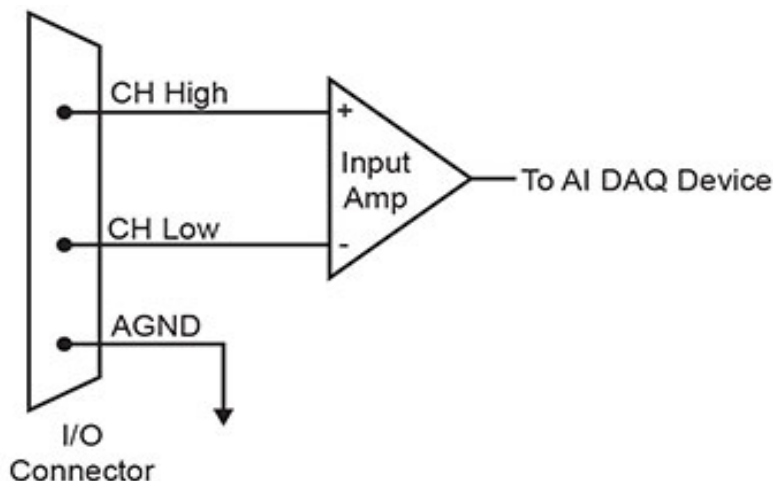 CH High
+
Input
Amp
To AI DAQ Device
CH Low
-
AGND
I/O
Connector